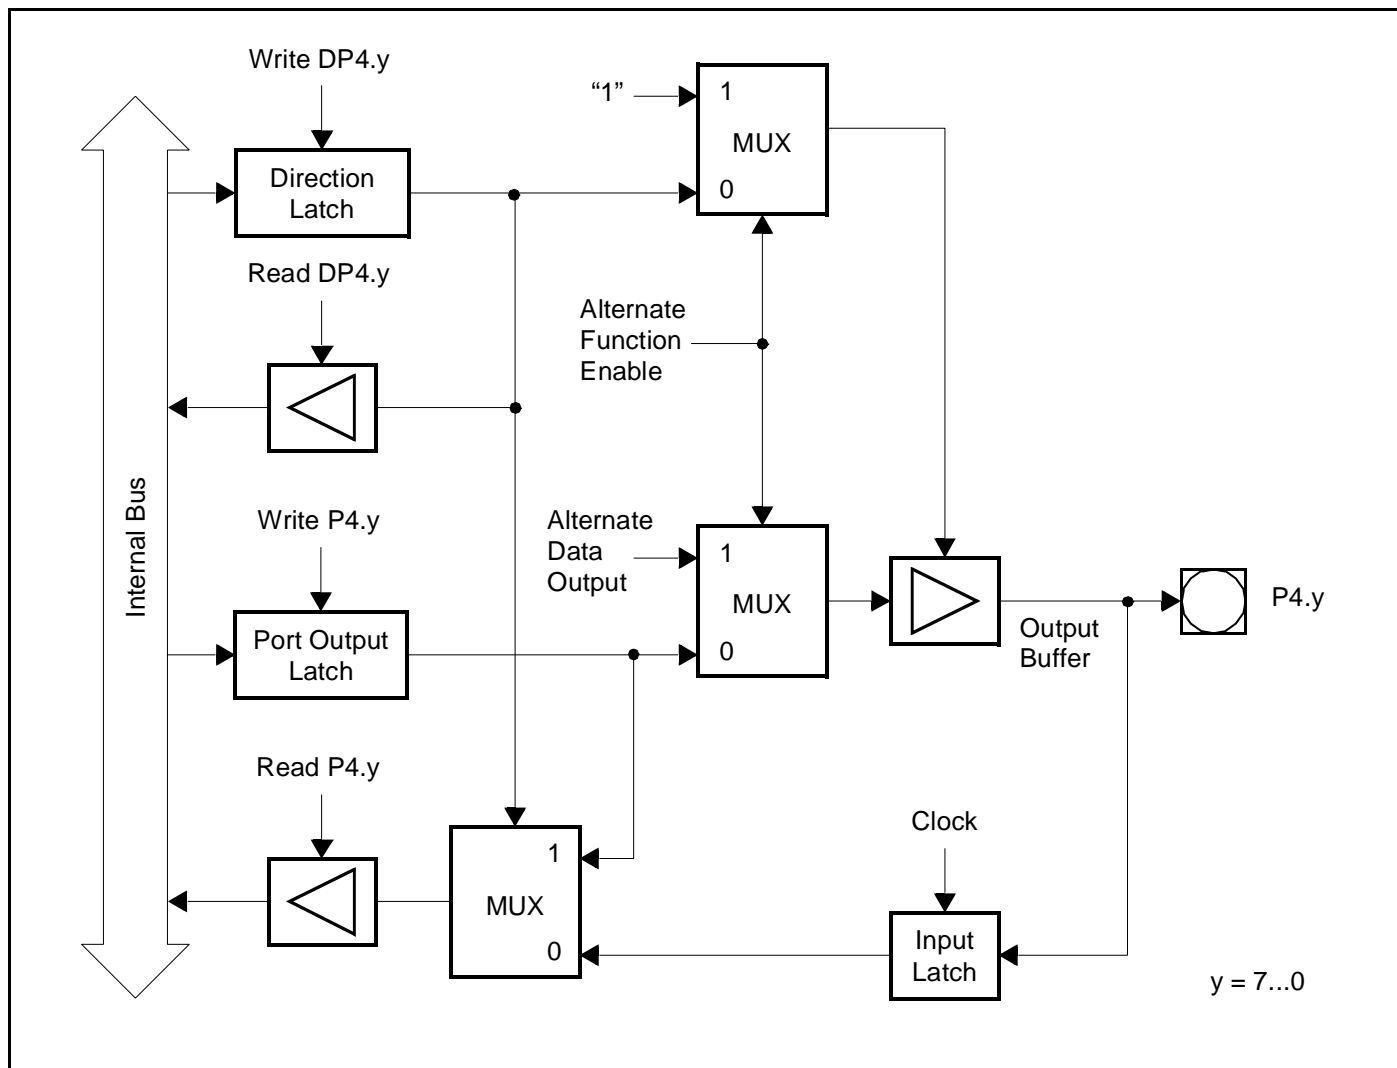 Write DP4.y
“1”
1
MUX
0
Direction
Latch
Read DP4.y
Alternate
Function
Enable
Internal Bus
Write P4.y
Alternate
Data
Output
1
MUX
0
P4.y
Port Output
Latch
Output
Buffer
Read P4.y
1
MUX
0
Clock
Input
Latch
y = 7...0